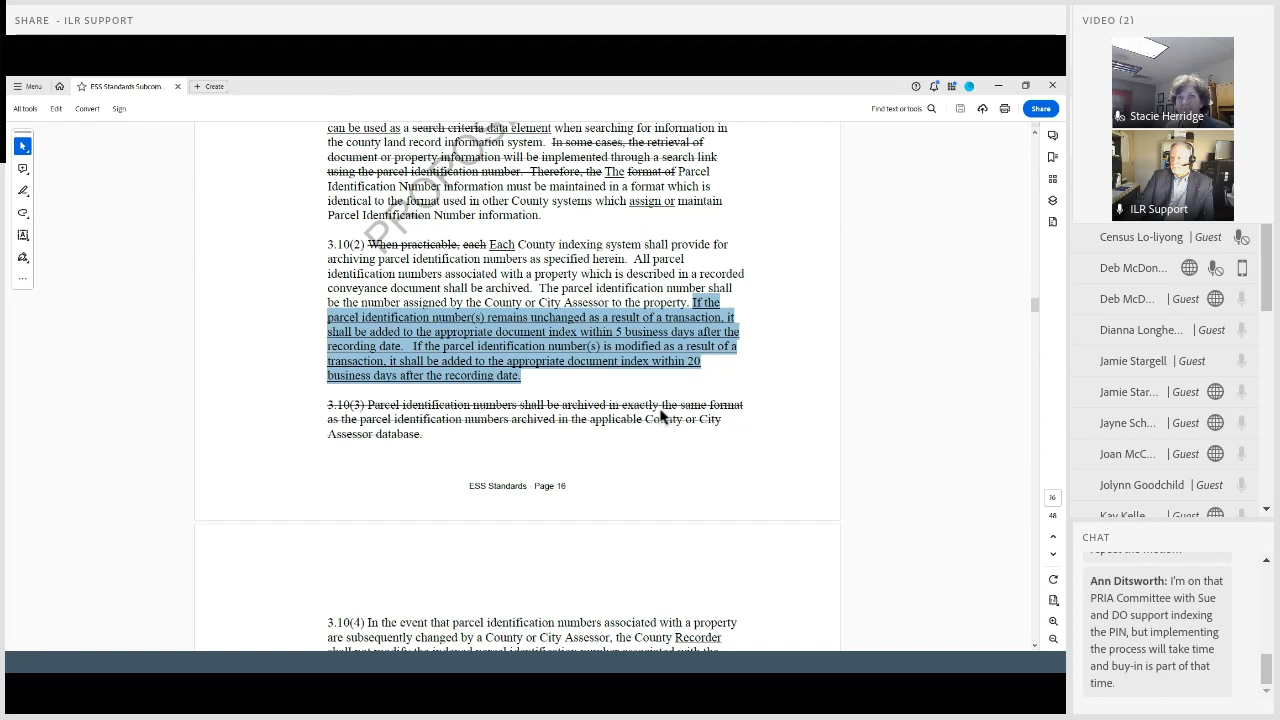 SHARE - ILR SUPPORT
Menu
ESS Standards Subcom...
Create
All tools
Edit
Convert
Sign
Find text or tools
Share
can be used as a search criteria data element when searching for information in
the county land record information system. In some cases, the retrieval of
document or property information will be implemented through a search link
using the parcel identification number. Therefore, the The format of Parcel
Identification Number information must be maintained in a format which is
identical to the format used in other County systems which assign or maintain
Parcel Identification Number information.
3.10(2) When practicable, each Each County indexing system shall provide for
archiving parcel identification numbers as specified herein. All parcel
identification numbers associated with a property which is described in a recorded
conveyance document shall be archived. The parcel identification number shall
be the number assigned by the County or City Assessor to the property. If the
parcel identification number(s) remains unchanged as a result of a transaction, it
shall be added to the appropriate document index within 5 business days after the
recording date. If the parcel identification number(s) is modified as a result of a
transaction, it shall be added to the appropriate document index within 20
business days after the recording date.
3.10(3) Parcel identification numbers shall be archived in exactly the same format
as the parcel identification numbers archived in the applicable County or City
Assessor database.
ESS Standards - Page 16
3.10(4) In the event that parcel identification numbers associated with a property
are subsequently changed by a County or City Assessor, the County Recorder
16
48
VIDEO (2)
Stacie Herridge
ILR Support
Census Lo-liyong | Guest
Deb McDon... | Guest
Deb McD... | Guest
Dianna Longhe... | Guest
Jamie Stargell | Guest
Jamie Star... | Guest
Jayne Sch... | Guest
Joan McC... | Guest
Jolynn Goodchild | Guest
Kay Kelle... | Guest
CHAT
repeat the motion.
Ann Ditsworth: I'm on that
PRIA Committee with Sue
and DO support indexing
the PIN, but implementing
the process will take time
and buy-in is part of that
time.